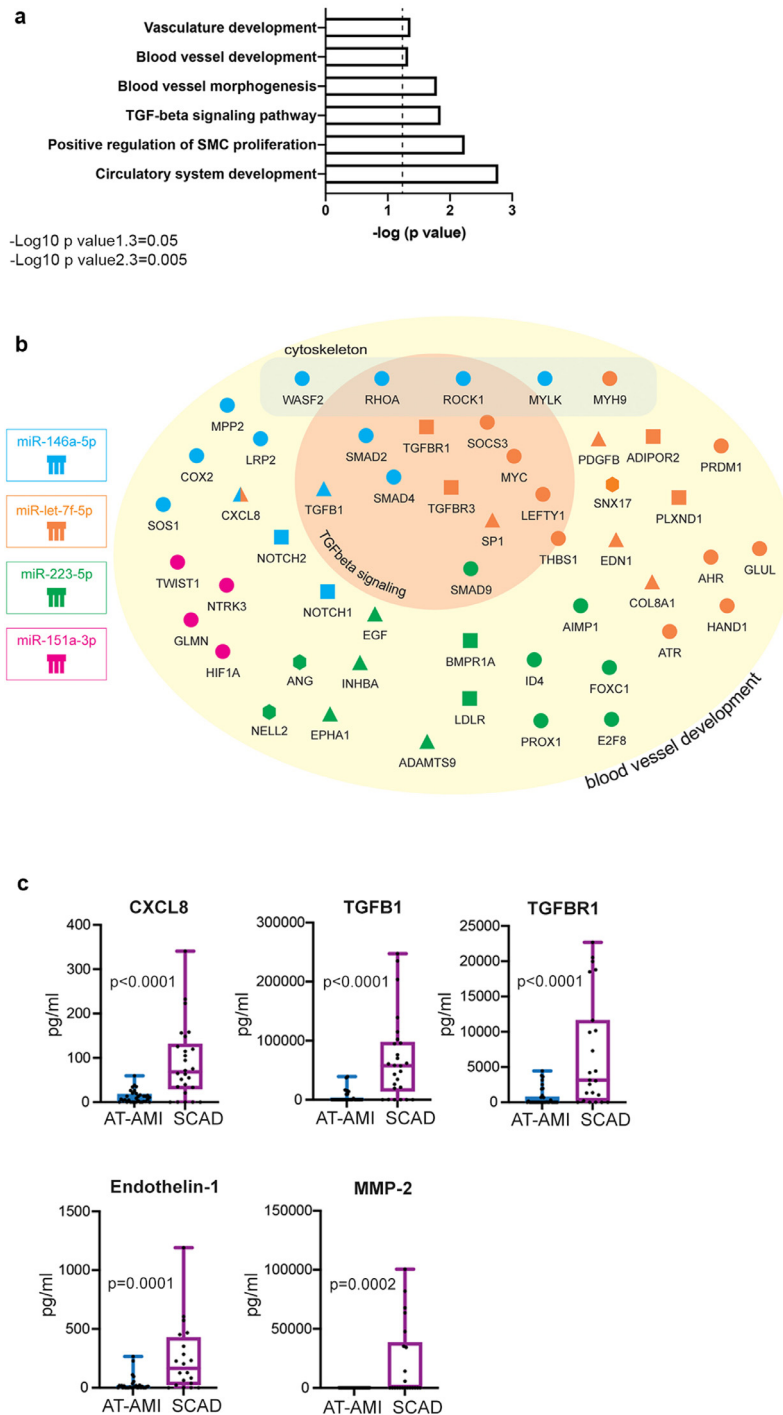 a
Vasculature development
Blood vessel development
Blood vessel morphogenesis
TGF-beta signaling pathway
Positive regulation of SMC proliferation
Circulatory system development
0 1 2 3
-log (p value)
-Log10 p value1.3=0.05
-Log10 p value2.3=0.005
b
cytoskeleton
WASF2 RHOA ROCK1 MYLK MYH9
miR-146a-5p
miR-let-7f-5p
miR-223-5p
miR-151a-3p
MPP2
LRP2
COX2
SOS1
CXCL8
NOTCH2
NOTCH1
SMAD2
SMAD4
TGFB1
TGFBR1
SOCS3
MYC
TGFBR3
LEFTY1
SP1
THBS1
SMAD9
TGFbeta signaling
PDGFB
ADIPOR2
PRDM1
SNX17
PLXND1
EDN1
COL8A1
AHR
GLUL
HAND1
ATR
TWIST1
NTRK3
GLMN
HIF1A
EGF
ANG
INHBA
NELL2
EPHA1
ADAMTS9
BMPR1A
LDLR
AIMP1
ID4
FOXC1
PROX1
E2F8
blood vessel development
c
CXCL8
400
300
200
100
0
pg/ml
p<0.0001
AT-AMI SCAD
TGFB1
300000
200000
100000
0
pg/ml
p<0.0001
AT-AMI SCAD
TGFBR1
25000
20000
15000
10000
5000
0
pg/ml
p<0.0001
AT-AMI SCAD
Endothelin-1
1500
1000
500
0
pg/ml
p=0.0001
AT-AMI SCAD
MMP-2
150000
100000
50000
0
pg/ml
p=0.0002
AT-AMI SCAD